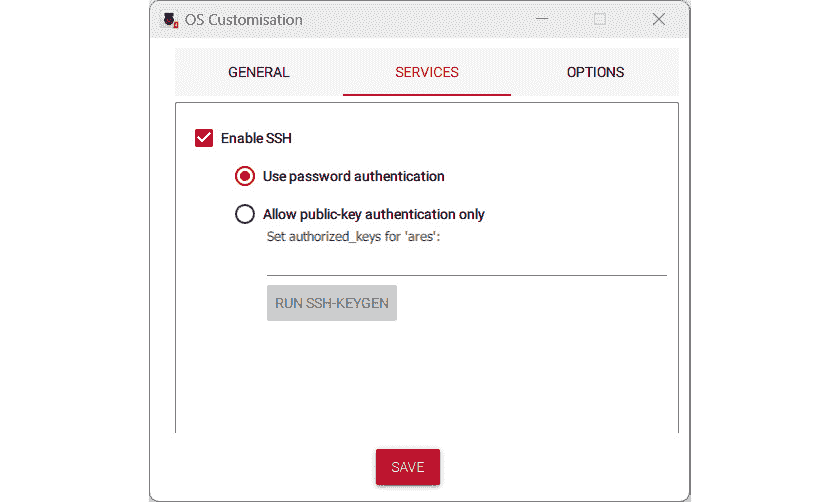 OS Customisation
GENERAL SERVICES OPTIONS
Enable SSH
Use password authentication
Allow public-key authentication only
Set authorized_keys for 'ares':
RUN SSH-KEYGEN
SAVE